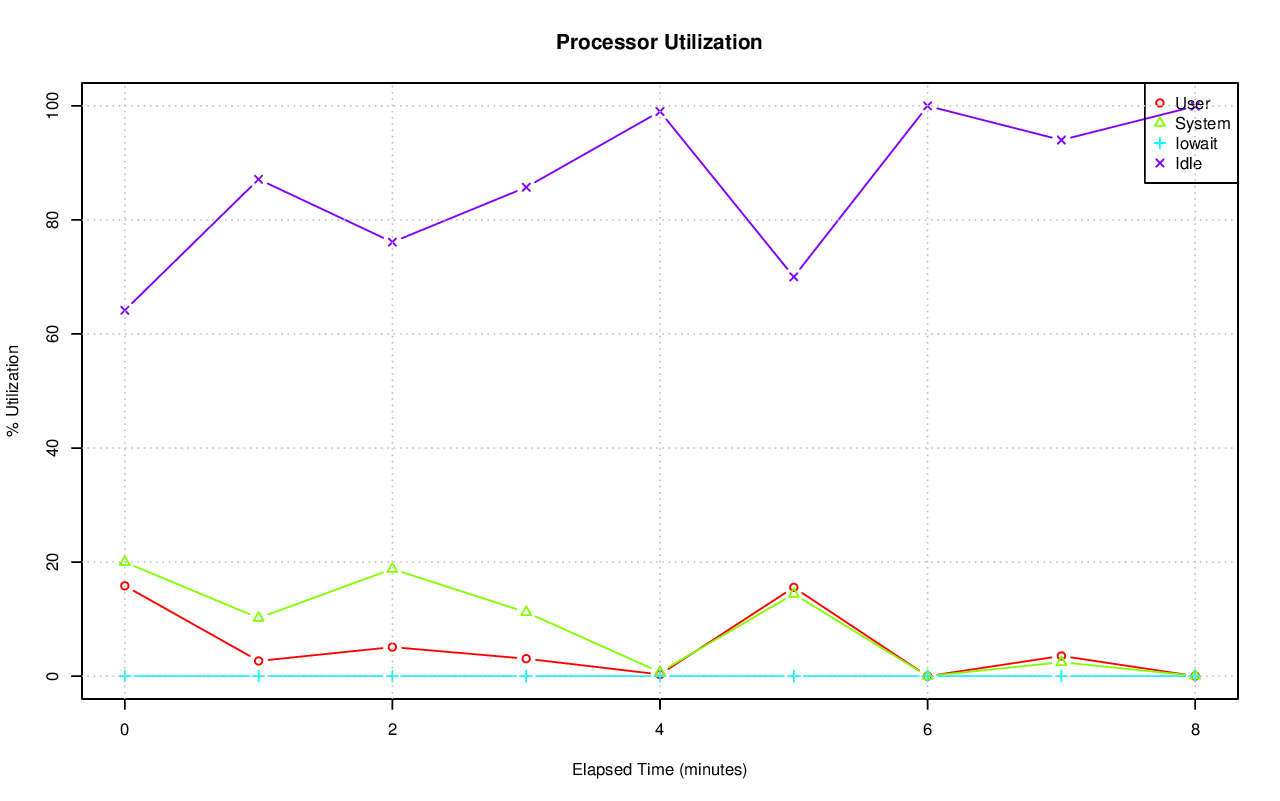 Processor Utilization
% Utilization
100
80
60
40
20
0
User
System
Iowait
Idle
0 2 4 6 8
Elapsed Time (minutes)